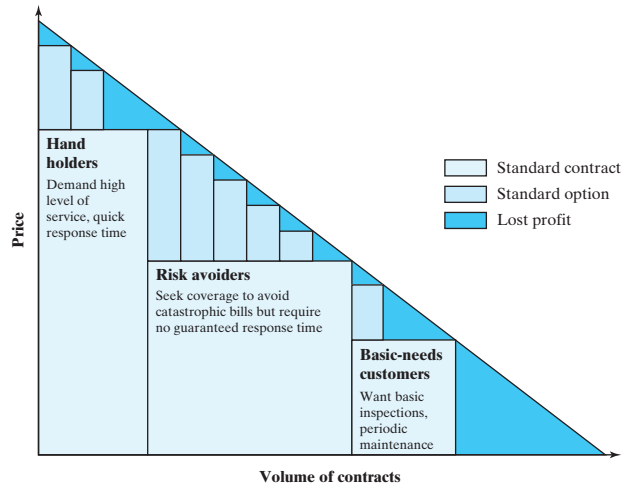 Price
Hand
holders
Demand high
level of
service, quick
response time
Risk avoiders
Seek coverage to avoid
catastrophic bills but require
no guaranteed response time
Basic-needs
customers
Want basic
inspections,
periodic
maintenance
Standard contract
Standard option
Lost profit
Volume of contracts